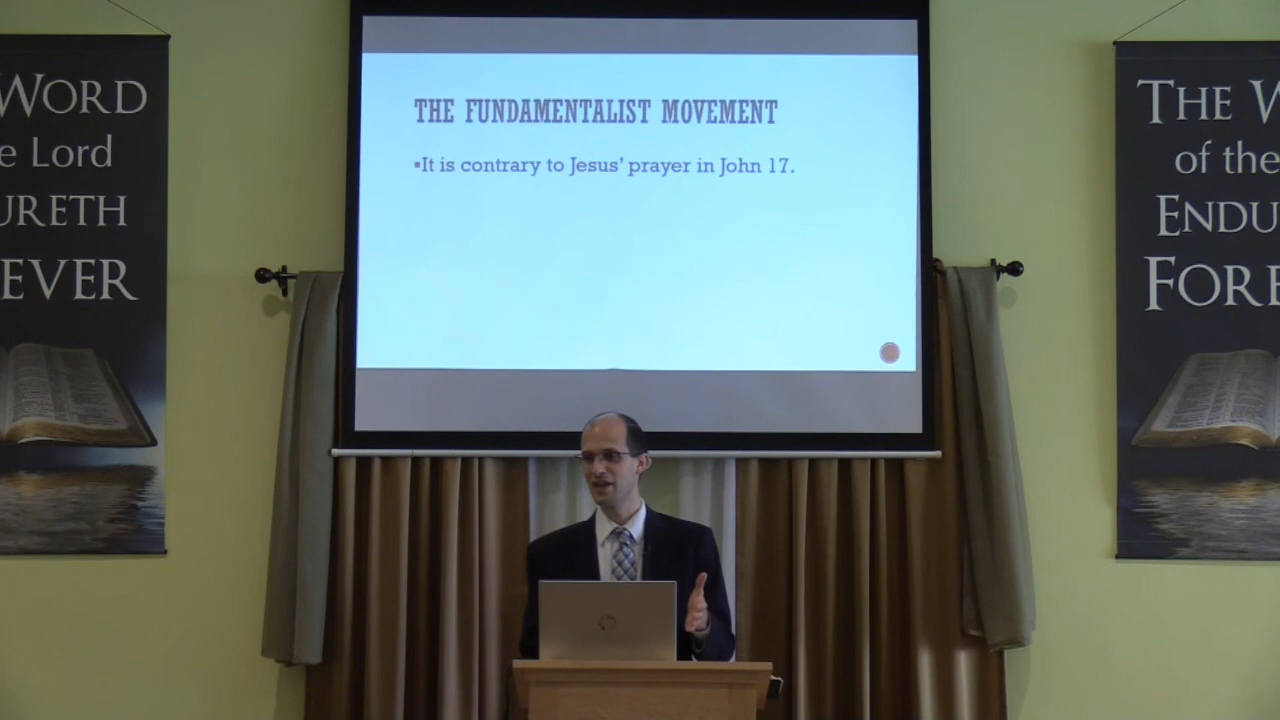 WORD
e Lord
URETH
EVER
THE FUNDAMENTALIST MOVEMENT
▪It is contrary to Jesus' prayer in John 17.
THE W
of the
ENDU
FORE